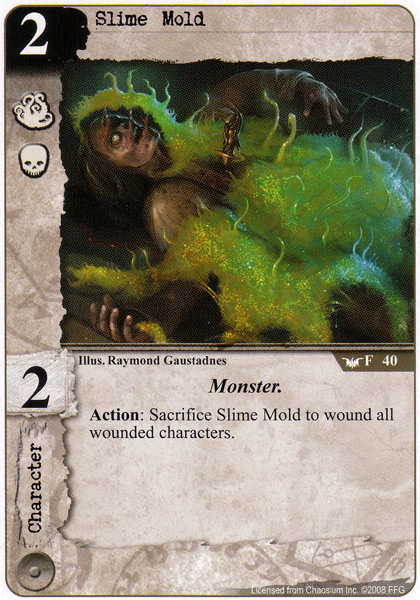 2
Slime Mold
Illus. Raymond Gaustadnes
F 40
2
Monster.
Action: Sacrifice Slime Mold to wound all
wounded characters.
Character
Licensed from Chaosium Inc. ©2008 FFG